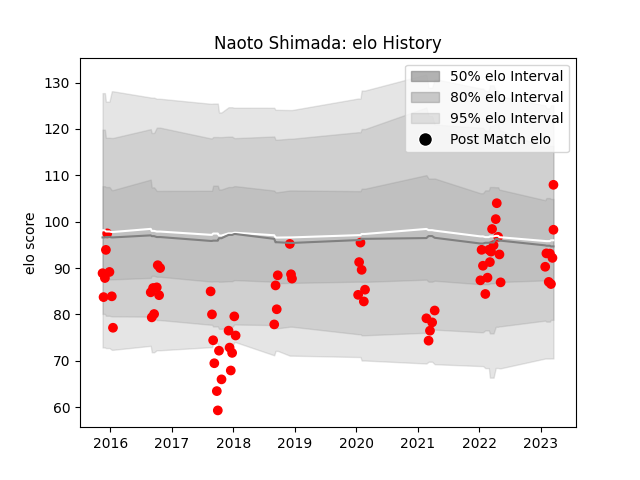 Naoto Shimada: elo History
50% elo Interval
80% elo Interval
95% elo Interval
Post Match elo
elo score
130
120
110
100
90
80
70
60
2016 2017 2018 2019 2020 2021 2022 2023